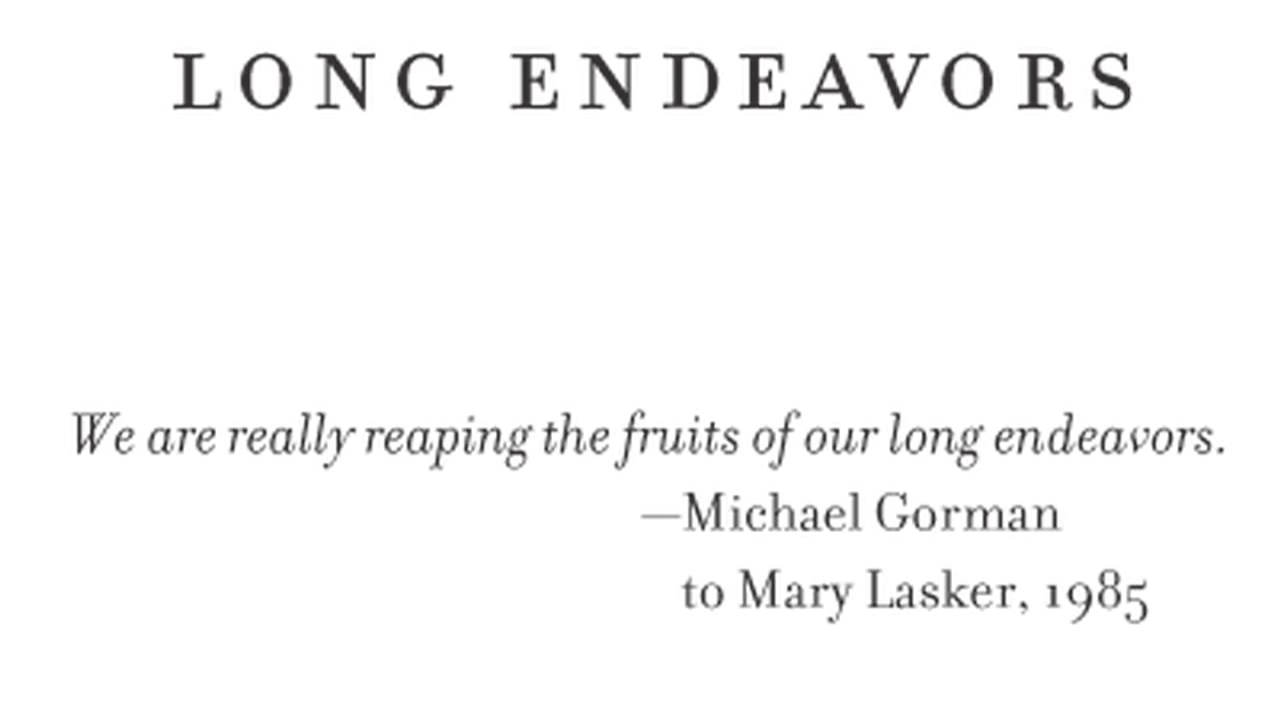 LONG ENDEAVORS
We are really reaping the fruits of our long endeavors.
—Michael Gorman
to Mary Lasker, 1985